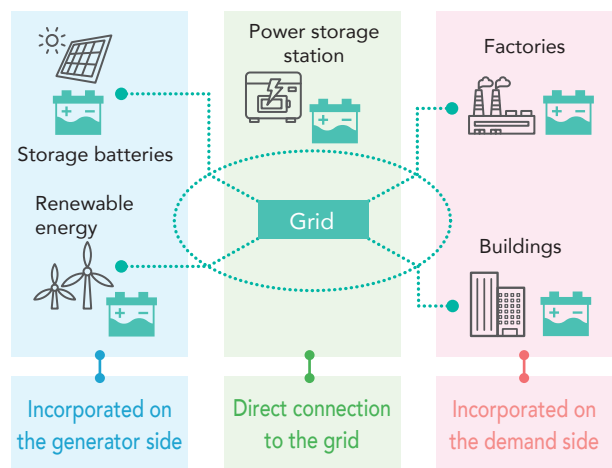 Storage batteries
Renewable
energy
Incorporated on
the generator side
Power storage
station
Grid
Direct connection
to the grid
Factories
Buildings
Incorporated on
the demand side